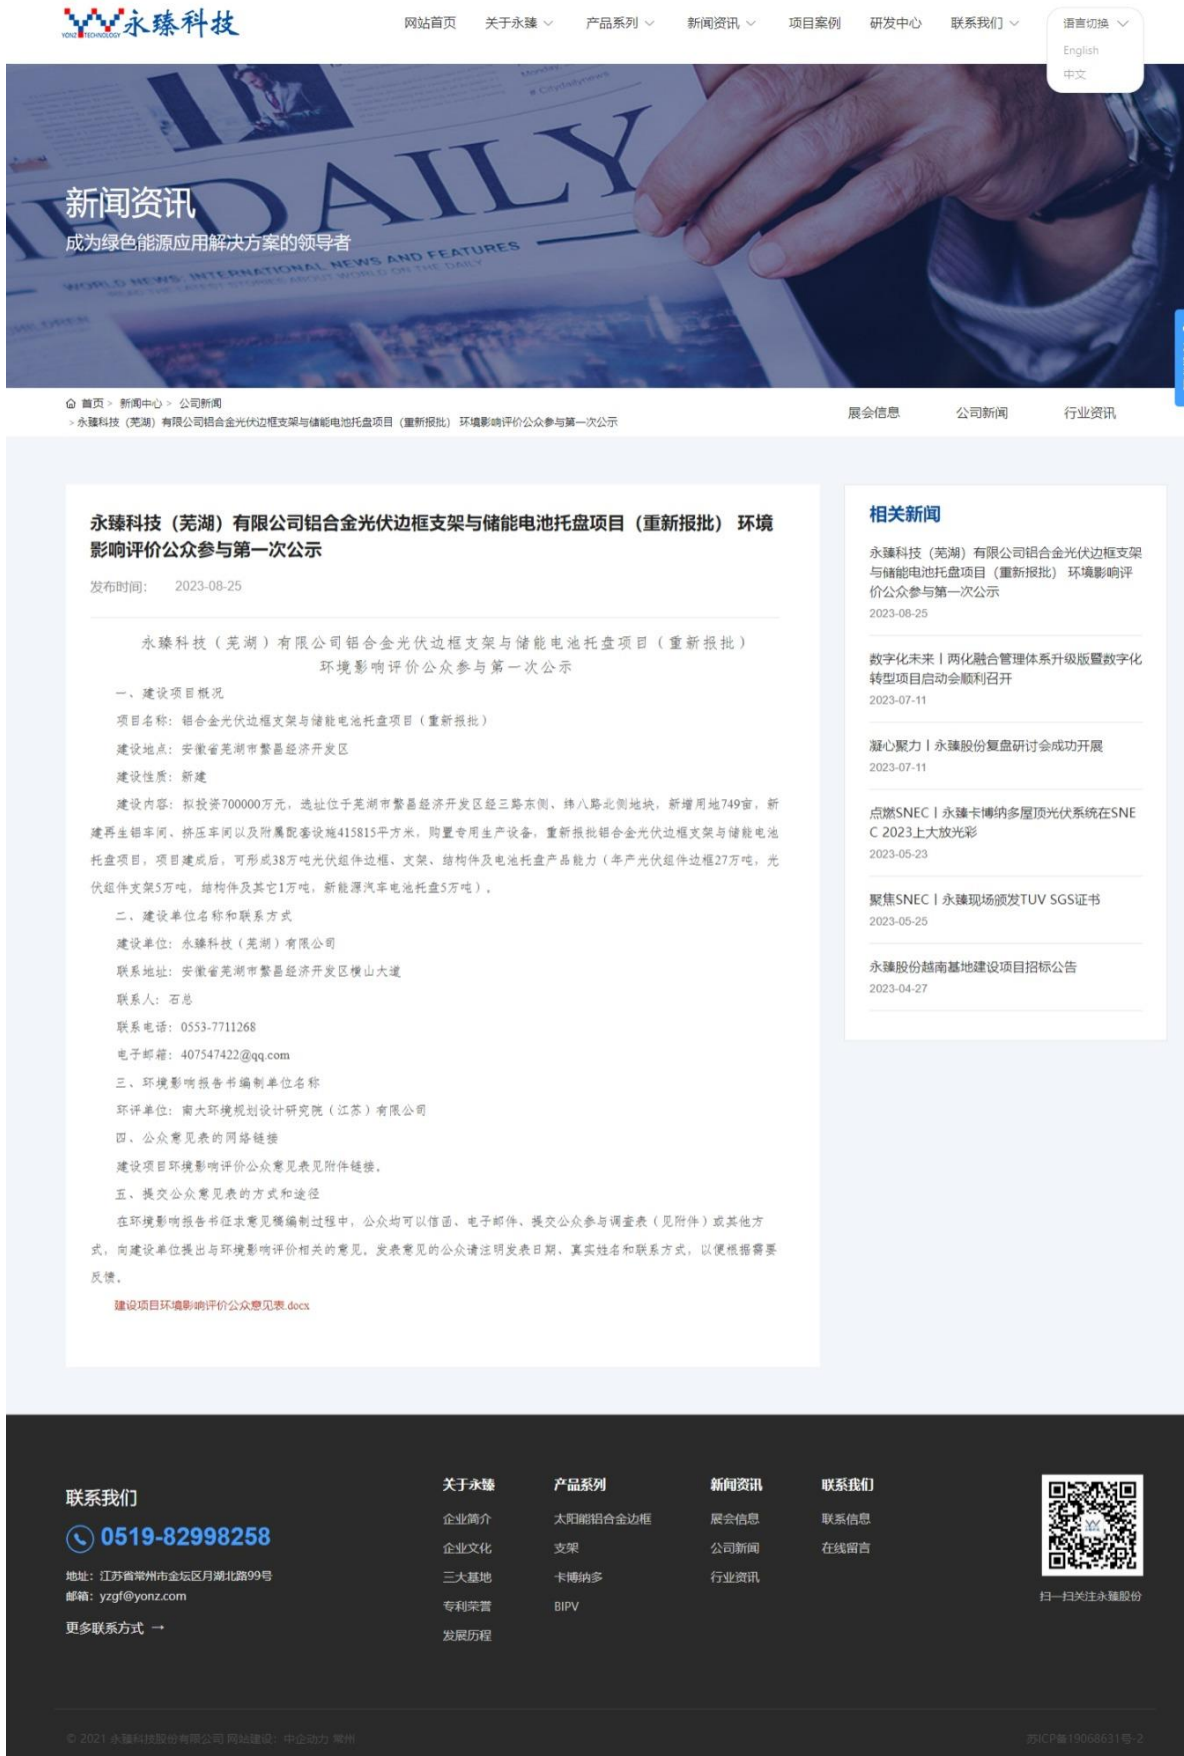 永臻科技
YONZ TECHNOLOGY
网站首页 关于永臻 产品系列 新闻资讯 项目案例 研发中心 联系我们 语言切换
English
中文
DAILY
新闻资讯
成为绿色能源应用解决方案的领导者
WORLD NEWS: INTERNATIONAL NEWS AND FEATURES
首页 > 新闻中心 > 公司新闻
> 永臻科技（芜湖）有限公司铝合金光伏边框支架与储能电池托盘项目（重新报批） 环境影响评价公众参与第一次公示
展会信息 公司新闻 行业资讯
永臻科技（芜湖）有限公司铝合金光伏边框支架与储能电池托盘项目（重新报批） 环境
影响评价公众参与第一次公示
发布时间： 2023-08-25
永臻科技（芜湖）有限公司铝合金光伏边框支架与储能电池托盘项目（重新报批）
环境影响评价公众参与第一次公示
一、建设项目概况
项目名称：铝合金光伏边框支架与储能电池托盘项目（重新报批）
建设地点：安徽省芜湖市繁昌经济开发区
建设性质：新建
建设内容：拟投资700000万元，选址位于芜湖市繁昌经济开发区经三路东侧、纬八路北侧地块，新增用地749亩，新
建再生铝车间、挤压车间以及附属配套设施415815平方米，购置专用生产设备，重新报批铝合金光伏边框支架与储能电池
托盘项目，项目建成后，可形成38万吨光伏组件边框、支架、结构件及电池托盘产品能力（年产光伏组件边框27万吨，光
伏组件支架5万吨，结构件及其它1万吨，新能源汽车电池托盘5万吨）。
二、建设单位名称和联系方式
建设单位：永臻科技（芜湖）有限公司
联系地址：安徽省芜湖市繁昌经济开发区横山大道
联系人：石总
联系电话：0553-7711268
电子邮箱：407547422@qq.com
三、环境影响报告书编制单位名称
环评单位：南大环境规划设计研究院（江苏）有限公司
四、公众意见表的网络链接
建设项目环境影响评价公众意见表见附件链接。
五、提交公众意见表的方式和途径
在环境影响报告书征求意见稿编制过程中，公众均可以信函、电子邮件、提交公众参与调查表（见附件）或其他方
式，向建设单位提出与环境影响评价相关的意见。发表意见的公众请注明发表日期、真实姓名和联系方式，以便根据需要
反馈。
建设项目环境影响评价公众意见表.docx
相关新闻
永臻科技（芜湖）有限公司铝合金光伏边框支架
与储能电池托盘项目（重新报批） 环境影响评
价公众参与第一次公示
2023-08-25
数字化未来丨两化融合管理体系升级版暨数字化
转型项目启动会顺利召开
2023-07-11
凝心聚力丨永臻股份复盘研讨会成功开展
2023-07-11
点燃SNEC丨永臻卡博纳多屋顶光伏系统在SNE
C 2023上大放光彩
2023-05-23
聚焦SNEC丨永臻现场颁发TUV SGS证书
2023-05-25
永臻股份越南基地建设项目招标公告
2023-04-27
联系我们
0519-82998258
地址：江苏省常州市金坛区月湖北路99号
邮箱：yzgf@yonz.com
更多联系方式 →
关于永臻
企业简介
企业文化
三大基地
专利荣誉
发展历程
产品系列
太阳能铝合金边框
支架
卡博纳多
BIPV
新闻资讯
展会信息
公司新闻
行业资讯
联系我们
联系信息
在线留言
扫一扫关注永臻股份
© 2021 永臻科技股份有限公司 网站建设：中企动力 常州
苏ICP备19068631号-2